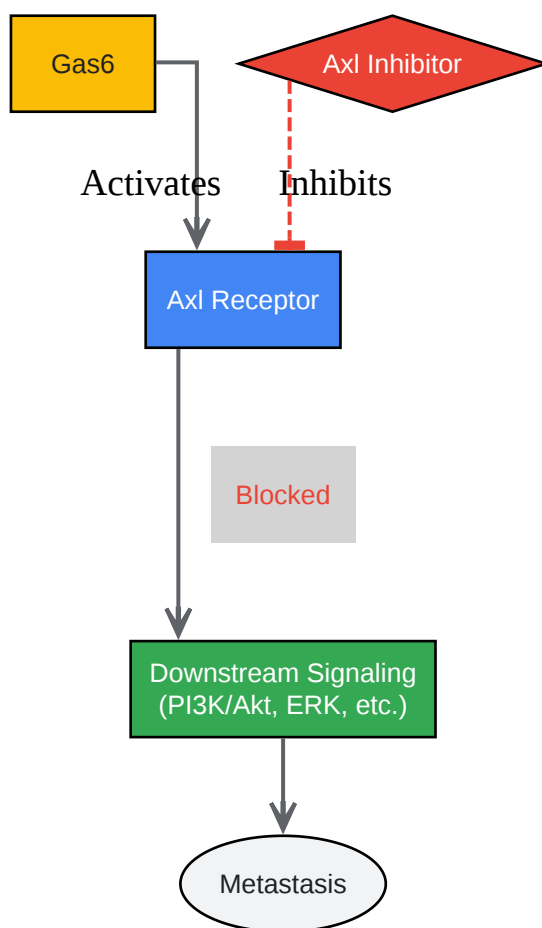 Gas6
Axl Inhibitor
Activates
Inhibits
Axl Receptor
Blocked
Downstream Signaling
(PI3K/Akt, ERK, etc.)
Metastasis